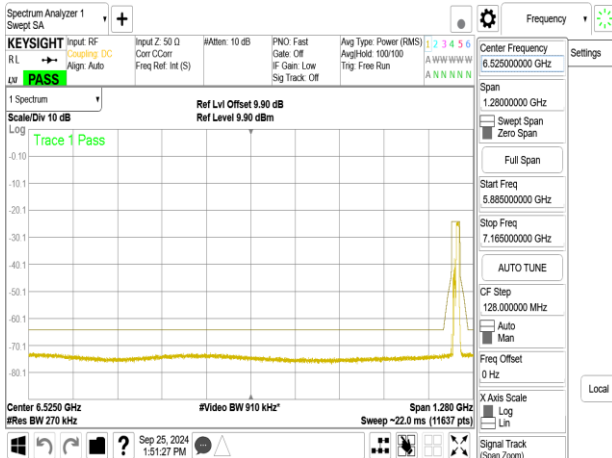 Spectrum Analyzer 1
Swept SA
Frequency
Settings
KEYSIGHT
RL
LXI
PASS
Input: RF
Coupling: DC
Align: Auto
Input Z: 50 Ω
Corr CCorr
Freq Ref: Int (S)
#Atten: 10 dB
PNO: Fast
Gate: Off
IF Gain: Low
Sig Track: Off
Avg Type: Power (RMS)
Avg|Hold: 100/100
Trig: Free Run
1 2 3 4 5 6
A W W W W W
A N N N N N
1 Spectrum
Scale/Div 10 dB
Ref Lvl Offset 9.90 dB
Ref Level 9.90 dBm
Log
Trace 1 Pass
-0.10
-10.1
-20.1
-30.1
-40.1
-50.1
-60.1
-70.1
-80.1
Center 6.5250 GHz
#Res BW 270 kHz
#Video BW 910 kHz*
Span 1.280 GHz
Sweep ~22.0 ms (11637 pts)
Sep 25, 2024
1:51:27 PM
Center Frequency
6.525000000 GHz
Span
1.28000000 GHz
Swept Span
Zero Span
Full Span
Start Freq
5.885000000 GHz
Stop Freq
7.165000000 GHz
AUTO TUNE
CF Step
128.000000 MHz
Auto
Man
Freq Offset
0 Hz
X Axis Scale
Log
Lin
Signal Track
(Span Zoom)
Local